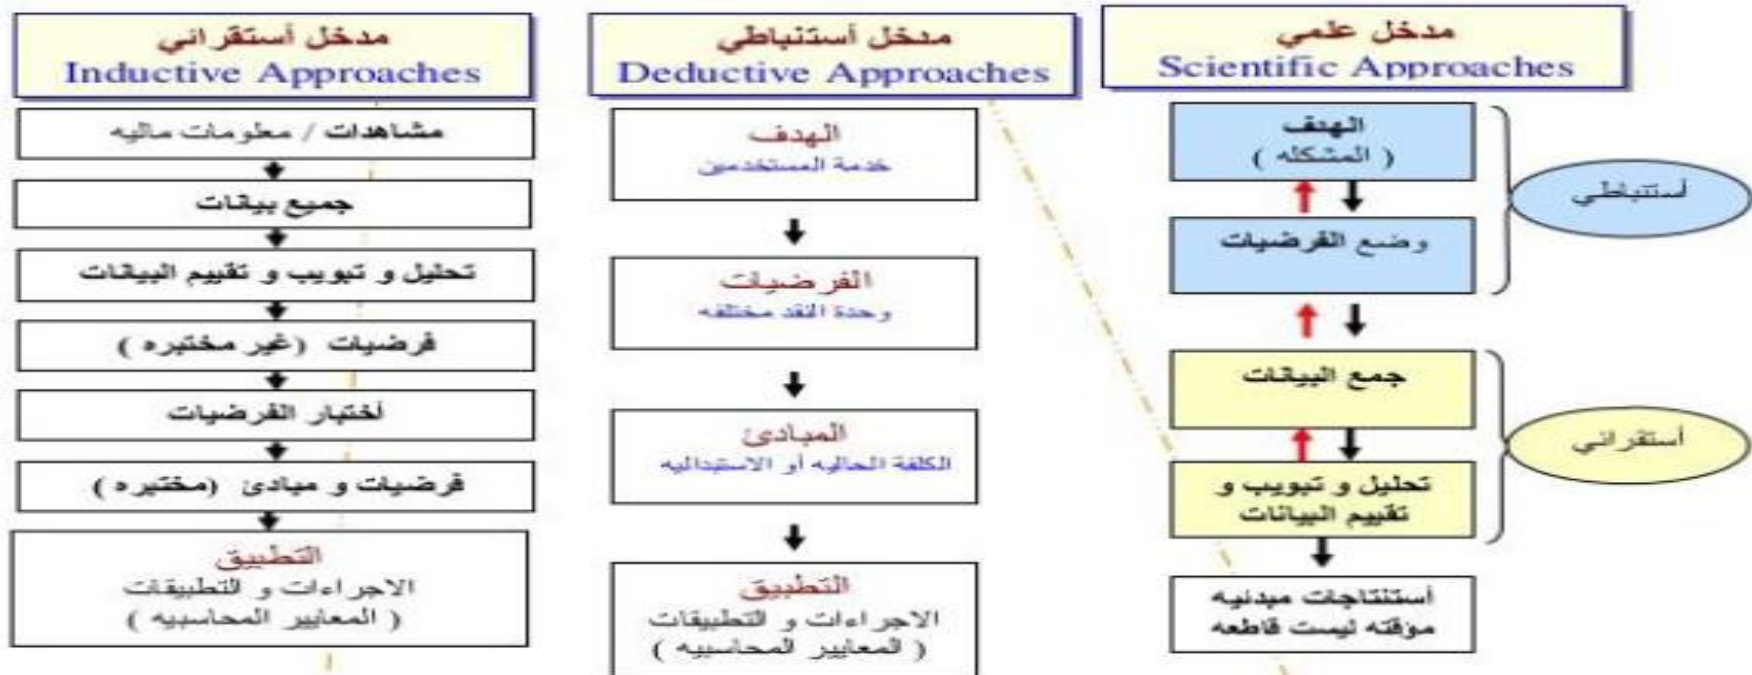 مدخل علمي
Scientific Approaches
الهدف
( المشكله )
وضع الفرضيات
أستنباطي
جمع البيانات
تحليل و تبويب و
تقييم البيانات
أستقرائي
أستنتاجات مبدئيه
مؤقته ليست قاطعه
مدخل أستنباطي
Deductive Approaches
الهدف
خدمة المستخدمين
الفرضيات
وحدة النقد مختلفه
المبادئ
الكلفة الحاليه أو الاستبداليه
التطبيق
الاجراءات و التطبيقات
( المعايير المحاسبيه )
مدخل أستقرائي
Inductive Approaches
مشاهدات / معلومات ماليه
جميع بيانات
تحليل و تبويب و تقييم البيانات
فرضيات (غير مختبره )
أختبار الفرضيات
فرضيات و مبادئ (مختبره )
التطبيق
الاجراءات و التطبيقات
( المعايير المحاسبيه )